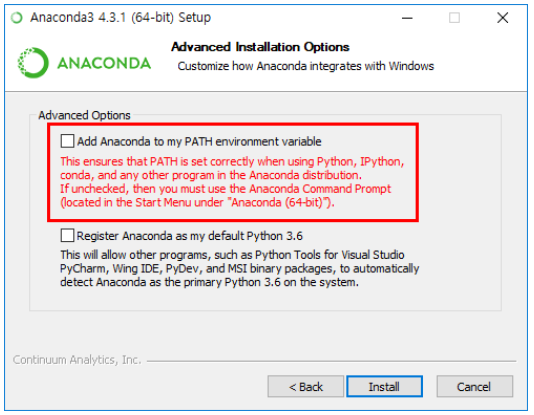 Anaconda3 4.3.1 (64-bit) Setup
ANACONDA
Advanced Installation Options
Customize how Anaconda integrates with Windows
Advanced Options
Add Anaconda to my PATH environment variable
This ensures that PATH is set correctly when using Python, IPython,
conda, and any other program in the Anaconda distribution.
If unchecked, then you must use the Anaconda Command Prompt
(located in the Start Menu under "Anaconda (64-bit)").
Register Anaconda as my default Python 3.6
This will allow other programs, such as Python Tools for Visual Studio
PyCharm, Wing IDE, PyDev, and MSI binary packages, to automatically
detect Anaconda as the primary Python 3.6 on the system.
Continuum Analytics, Inc.
< Back
Install
Cancel